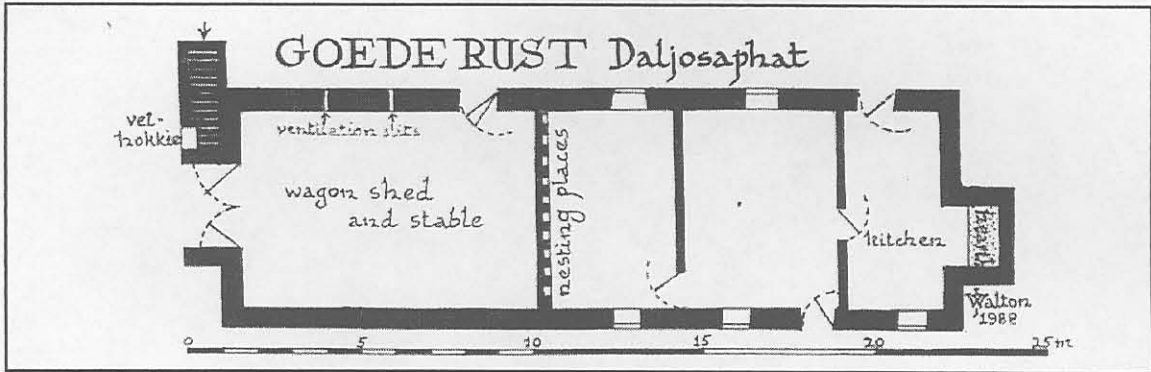 GOEDE RUST Daljosaphat
vel-
hokkie
ventilation slits
wagon shed
and stable
nesting places
kitchen
hearth
Walton
1988
0 5 10 15 20 25 m